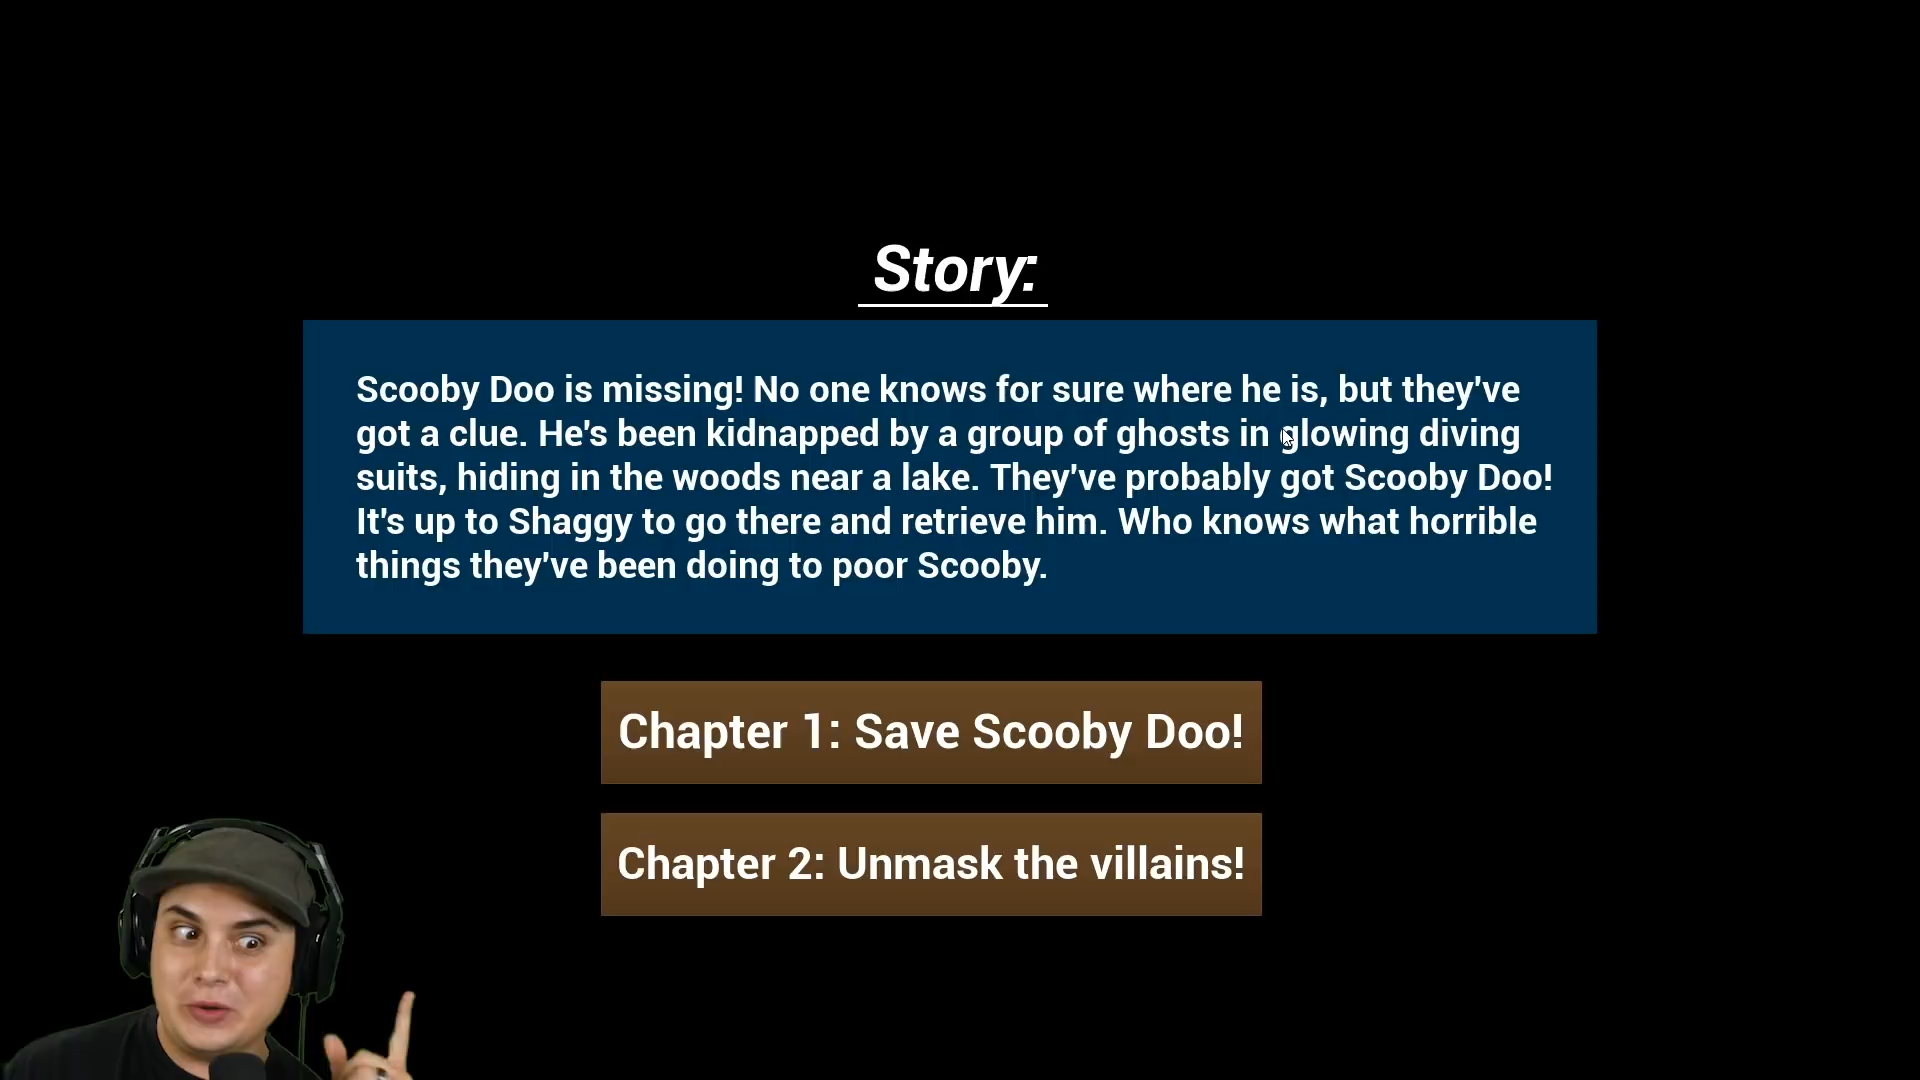 Story:
Scooby Doo is missing! No one knows for sure where he is, but they've
got a clue. He's been kidnapped by a group of ghosts in glowing diving
suits, hiding in the woods near a lake. They've probably got Scooby Doo!
It's up to Shaggy to go there and retrieve him. Who knows what horrible
things they've been doing to poor Scooby.
Chapter 1: Save Scooby Doo!
Chapter 2: Unmask the villains!